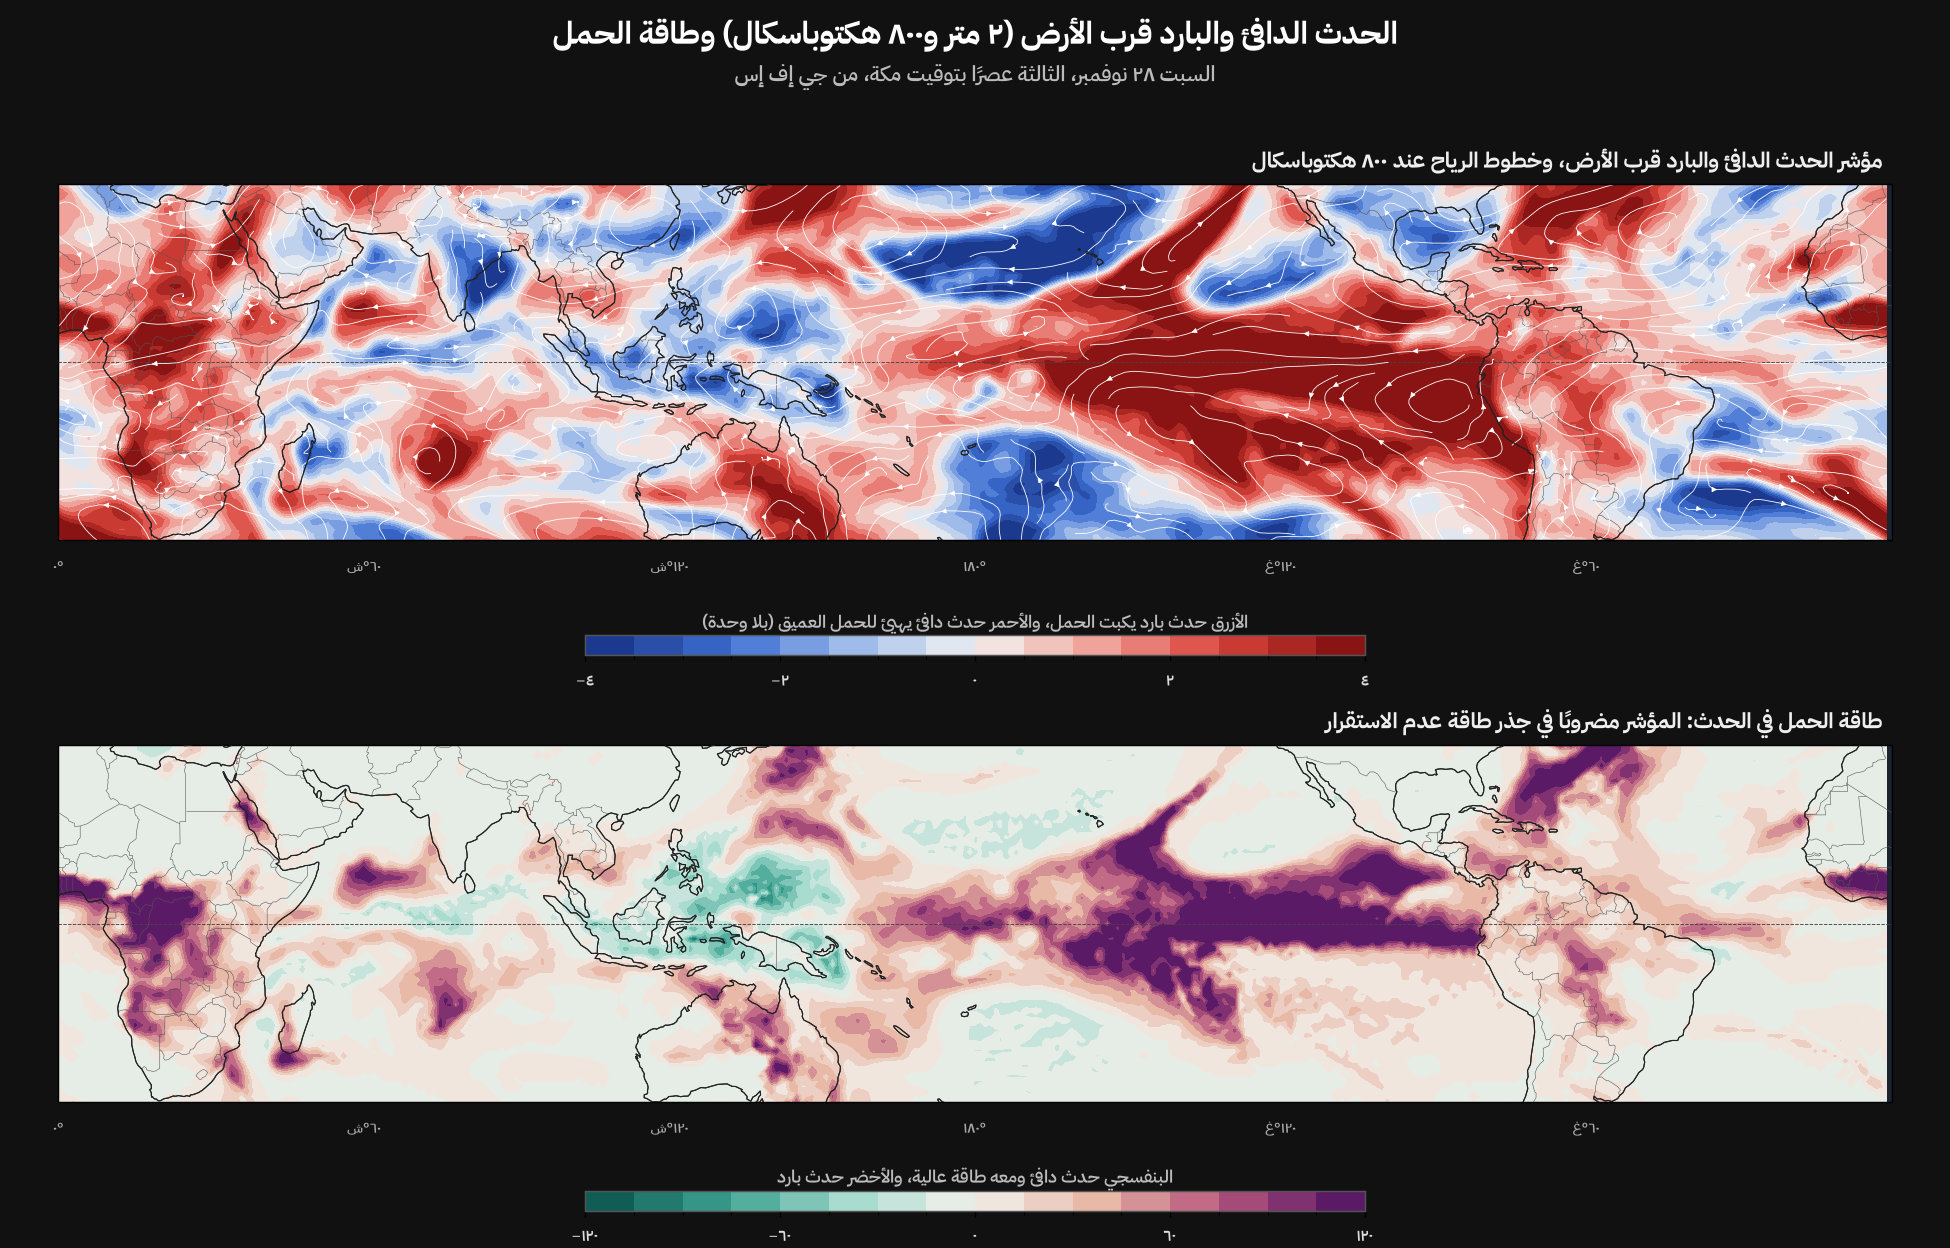 الحدث الدافئ والبارد قرب الأرض (٢ متر و٨٠٠ هكتوباسكال) وطاقة الحمل
السبت ٢٨ نوفمبر، الثالثة عصرًا بتوقيت مكة، من جي إف إس
مؤشر الحدث الدافئ والبارد قرب الأرض، وخطوط الرياح عند ٨٠٠ هكتوباسكال
٠° ٦٠°ش ١٢٠°ش ١٨٠° ١٢٠°غ ٦٠°غ
الأزرق حدث بارد يكبت الحمل، والأحمر حدث دافئ يهيئ للحمل العميق (بلا وحدة)
−٤ −٢ ٠ ٢ ٤
طاقة الحمل في الحدث: المؤشر مضروبًا في جذر طاقة عدم الاستقرار
٠° ٦٠°ش ١٢٠°ش ١٨٠° ١٢٠°غ ٦٠°غ
البنفسجي حدث دافئ ومعه طاقة عالية، والأخضر حدث بارد
−١٢٠ −٦٠ ٠ ٦٠ ١٢٠